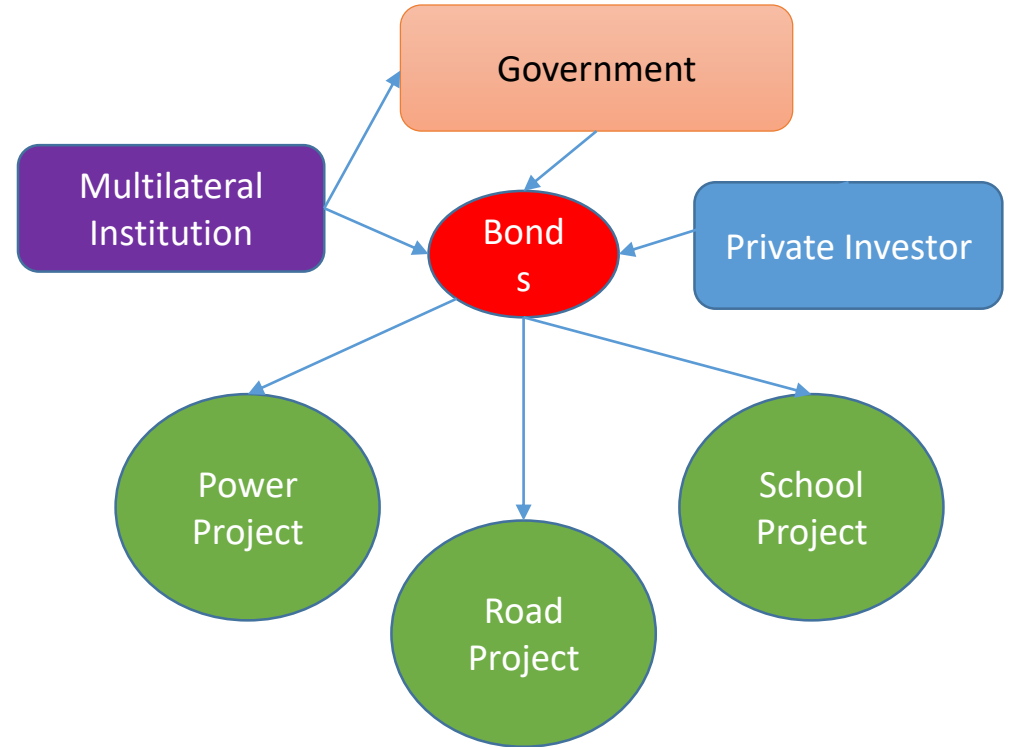 Government
Multilateral
Institution
Bond
s
Private Investor
Power
Project
School
Project
Road
Project